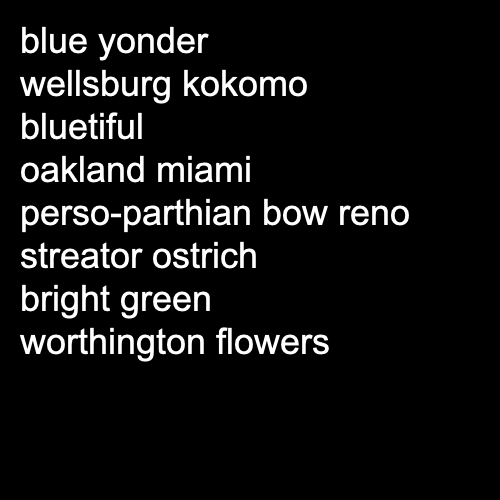 blue yonder
wellsburg kokomo
bluetiful
oakland miami
perso-parthian bow reno
streator ostrich
bright green
worthington flowers